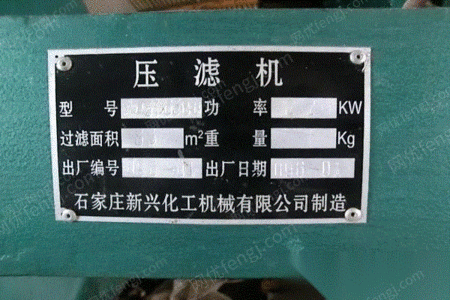 压滤机
型号 功率 KW
过滤面积 m² 重量 Kg
出厂编号 出厂日期
石家庄新兴化工机械有限公司制造